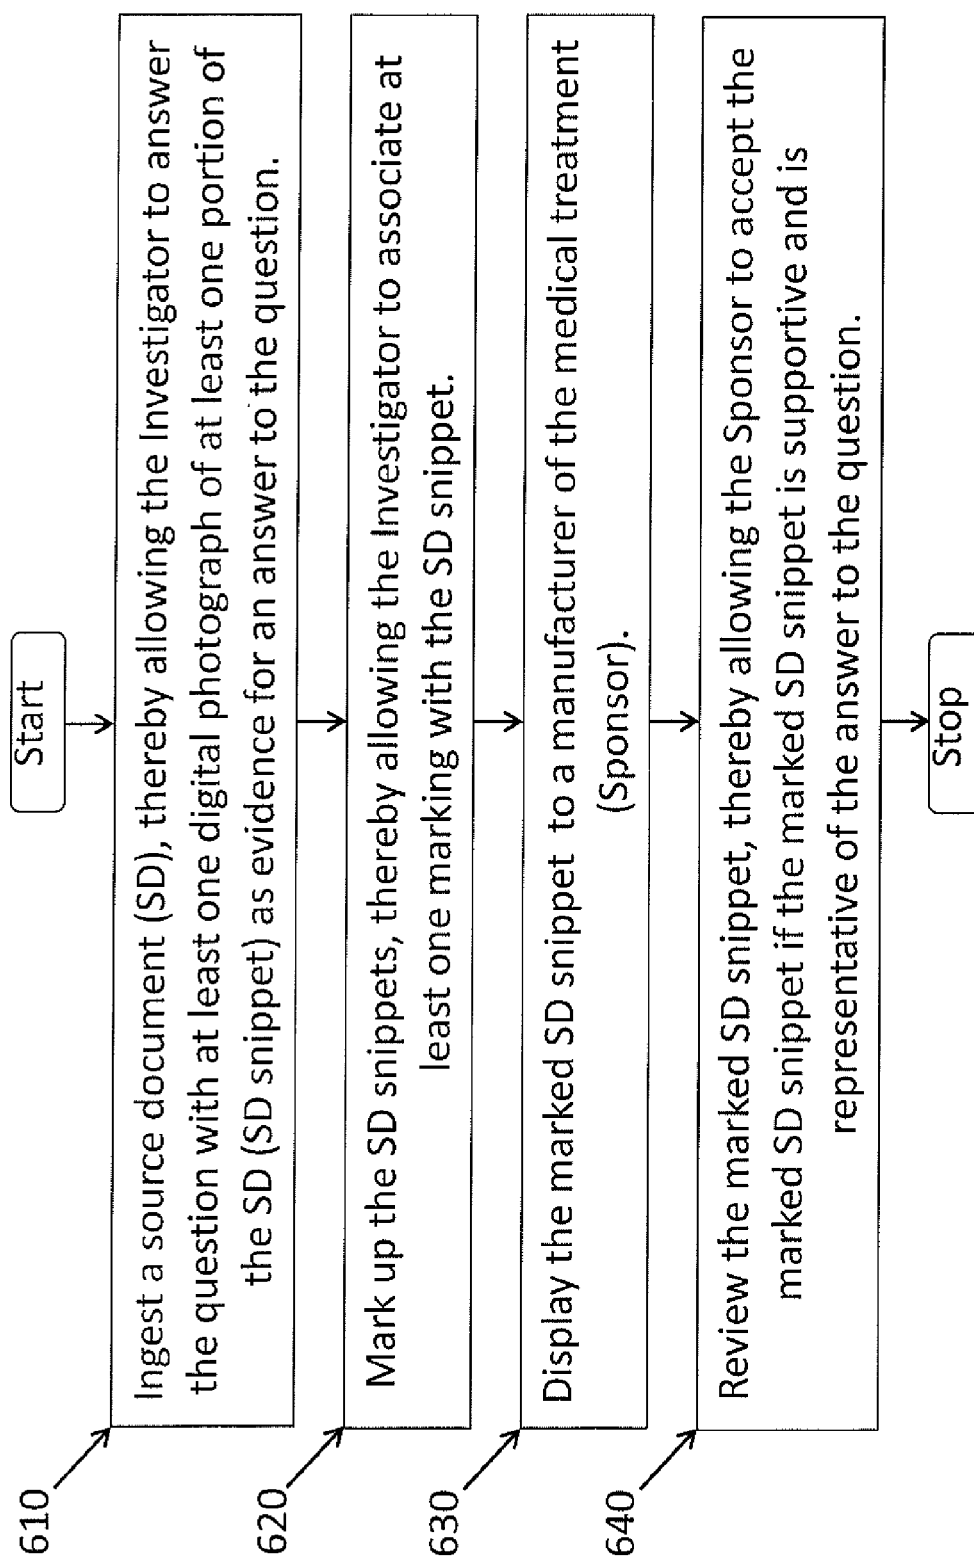 Start
610
Ingest a source document (SD), thereby allowing the Investigator to answer
the question with at least one digital photograph of at least one portion of
the SD (SD snippet) as evidence for an answer to the question.
620
Mark up the SD snippets, thereby allowing the Investigator to associate at
least one marking with the SD snippet.
630
Display the marked SD snippet to a manufacturer of the medical treatment
(Sponsor).
640
Review the marked SD snippet, thereby allowing the Sponsor to accept the
marked SD snippet if the marked SD snippet is supportive and is
representative of the answer to the question.
Stop